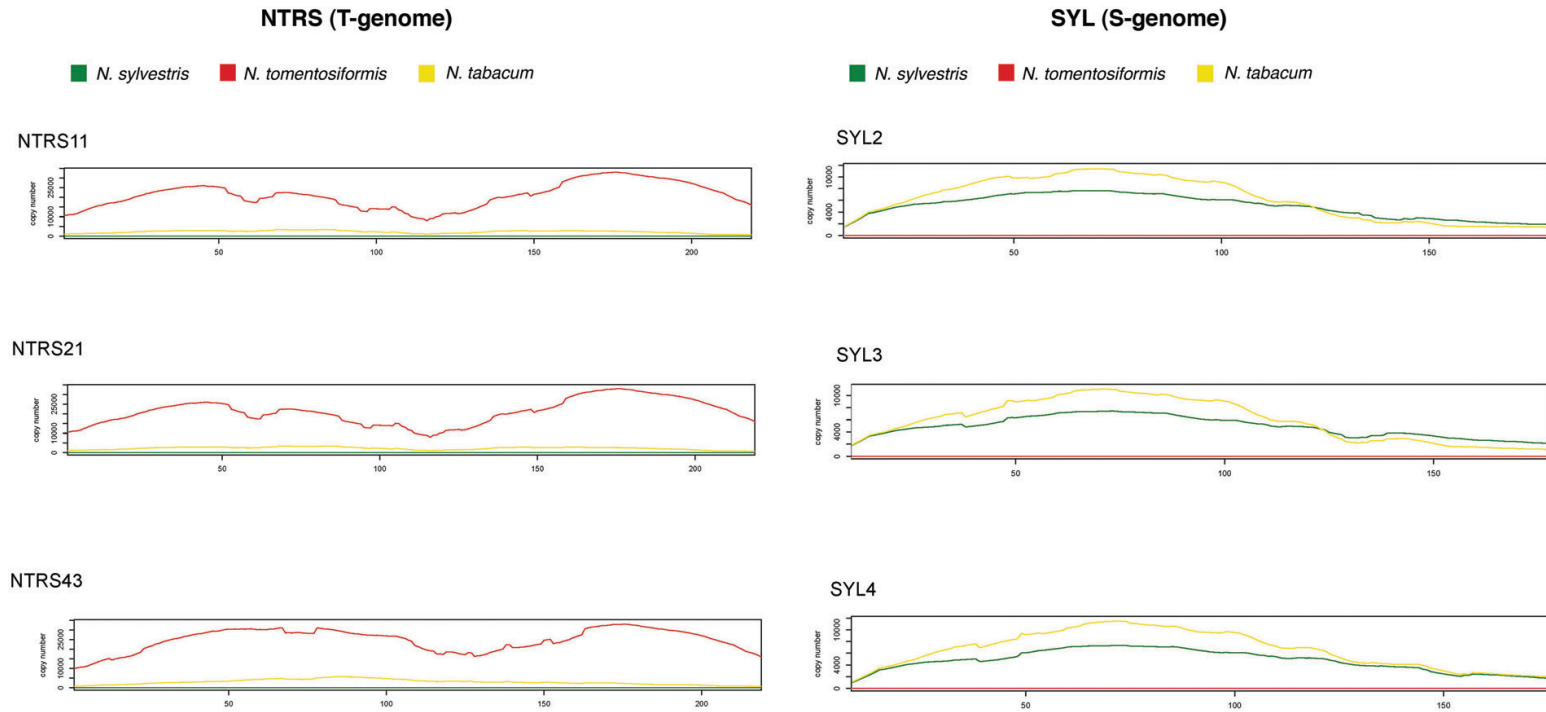 NTRS (T-genome)
N. sylvestris N. tomentosiformis N. tabacum
NTRS11
copy number
0 10000 25000
50 100 150 200
NTRS21
copy number
0 10000 25000
50 100 150 200
NTRS43
copy number
0 10000 25000
50 100 150 200
SYL (S-genome)
N. sylvestris N. tomentosiformis N. tabacum
SYL2
copy number
0 4000 10000
50 100 150
SYL3
copy number
0 4000 10000
50 100 150
SYL4
copy number
0 4000 10000
50 100 150